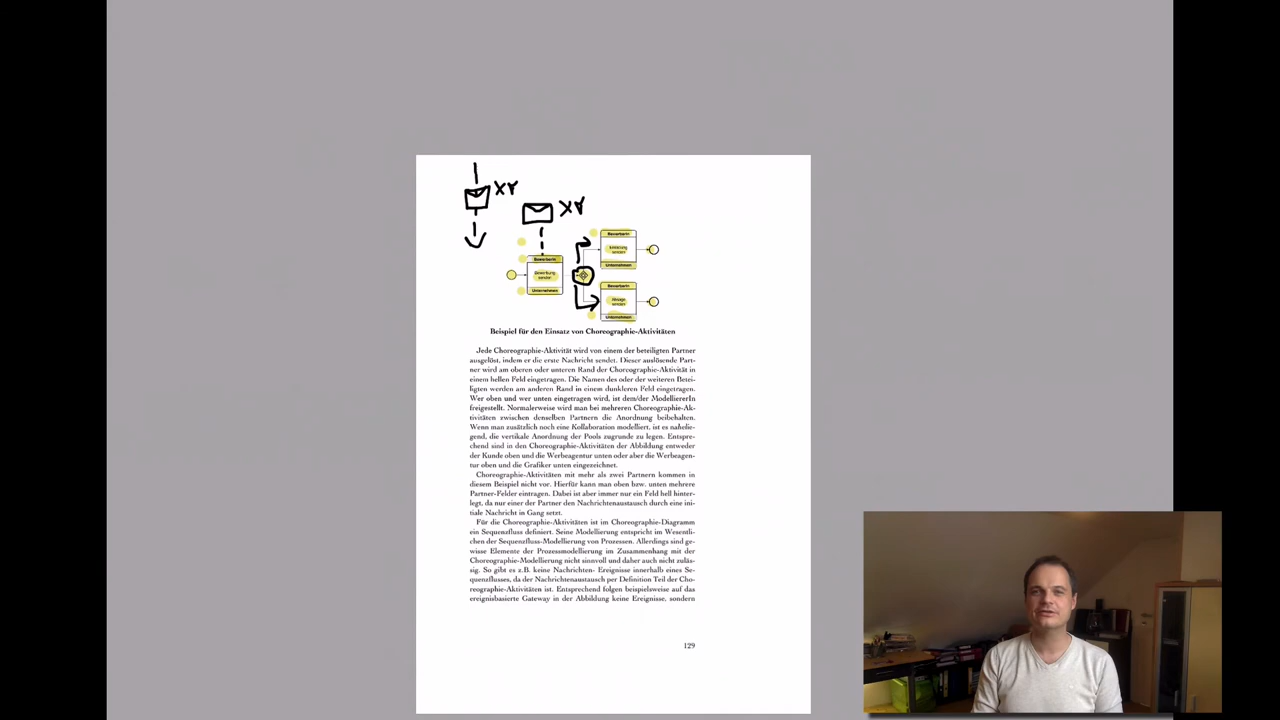 XY
XY
BewerberIn
Einladung
senden
Unternehmen
BewerberIn
Bewerbung
senden
Unternehmen
BewerberIn
Absage
senden
Unternehmen
Beispiel für den Einsatz von Choreographie-Aktivitäten
Jede Choreographie-Aktivität wird von einem der beteiligten Partner
ausgelöst, indem er die erste Nachricht sendet. Dieser auslösende Part-
ner wird am oberen oder unteren Rand der Choreographie-Aktivität in
einem hellen Feld eingetragen. Die Namen des oder der weiteren Betei-
ligten werden am anderen Rand in einem dunkleren Feld eingetragen.
Wer oben und wer unten eingetragen wird, ist dem/der ModelliererIn
freigestellt. Normalerweise wird man bei mehreren Choreographie-Ak-
tivitäten zwischen denselben Partnern die Anordnung beibehalten.
Wenn man zusätzlich noch eine Kollaboration modelliert, ist es nahelie-
gend, die vertikale Anordnung der Pools zugrunde zu legen. Entspre-
chend sind in den Choreographie-Aktivitäten der Abbildung entweder
der Kunde oben und die Werbeagentur unten oder aber die Werbeagen-
tur oben und die Grafiker unten eingezeichnet.
Choreographie-Aktivitäten mit mehr als zwei Partnern kommen in
diesem Beispiel nicht vor. Hierfür kann man oben bzw. unten mehrere
Partner-Felder eintragen. Dabei ist aber immer nur ein Feld hell hinter-
legt, da nur einer der Partner den Nachrichtenaustausch durch eine ini-
tiale Nachricht in Gang setzt.
Für die Choreographie-Aktivitäten ist im Choreographie-Diagramm
ein Sequenzfluss definiert. Seine Modellierung entspricht im Wesentli-
chen der Sequenzfluss-Modellierung von Prozessen. Allerdings sind ge-
wisse Elemente der Prozessmodellierung im Zusammenhang mit der
Choreographie-Modellierung nicht sinnvoll und daher auch nicht zuläs-
sig. So gibt es z.B. keine Nachrichten- Ereignisse innerhalb eines Se-
quenzflusses, da der Nachrichtenaustausch per Definition Teil der Cho-
reographie-Aktivitäten ist. Entsprechend folgen beispielsweise auf das
ereignisbasierte Gateway in der Abbildung keine Ereignisse, sondern
129